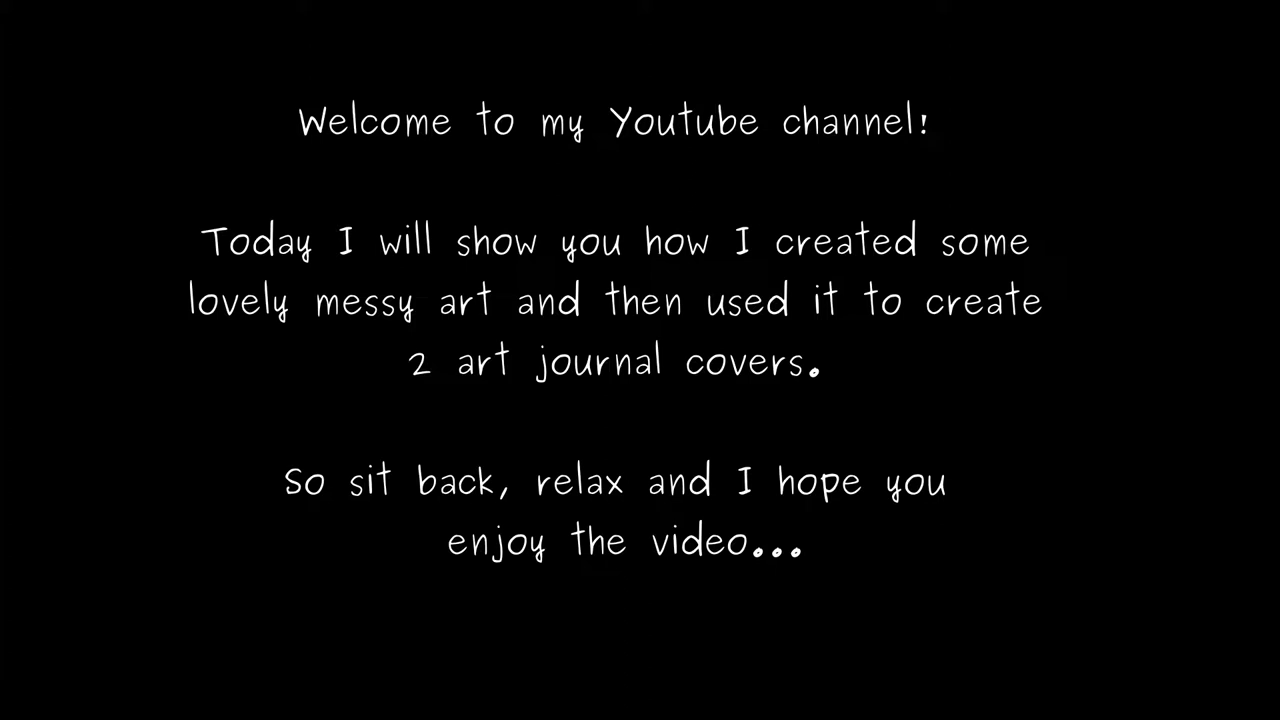 Welcome to my Youtube channel!
Today I will show you how I created some
lovely messy art and then used it to create
2 art journal covers.
So sit back, relax and I hope you
enjoy the video...